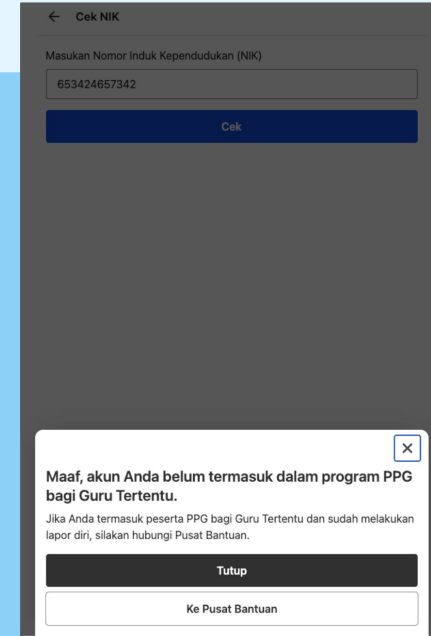 Cek NIK
Masukan Nomor Induk Kependudukan (NIK)
653424657342
Cek
Maaf, akun Anda belum termasuk dalam program PPG
bagi Guru Tertentu.
Jika Anda termasuk peserta PPG bagi Guru Tertentu dan sudah melakukan
lapor diri, silakan hubungi Pusat Bantuan.
Tutup
Ke Pusat Bantuan